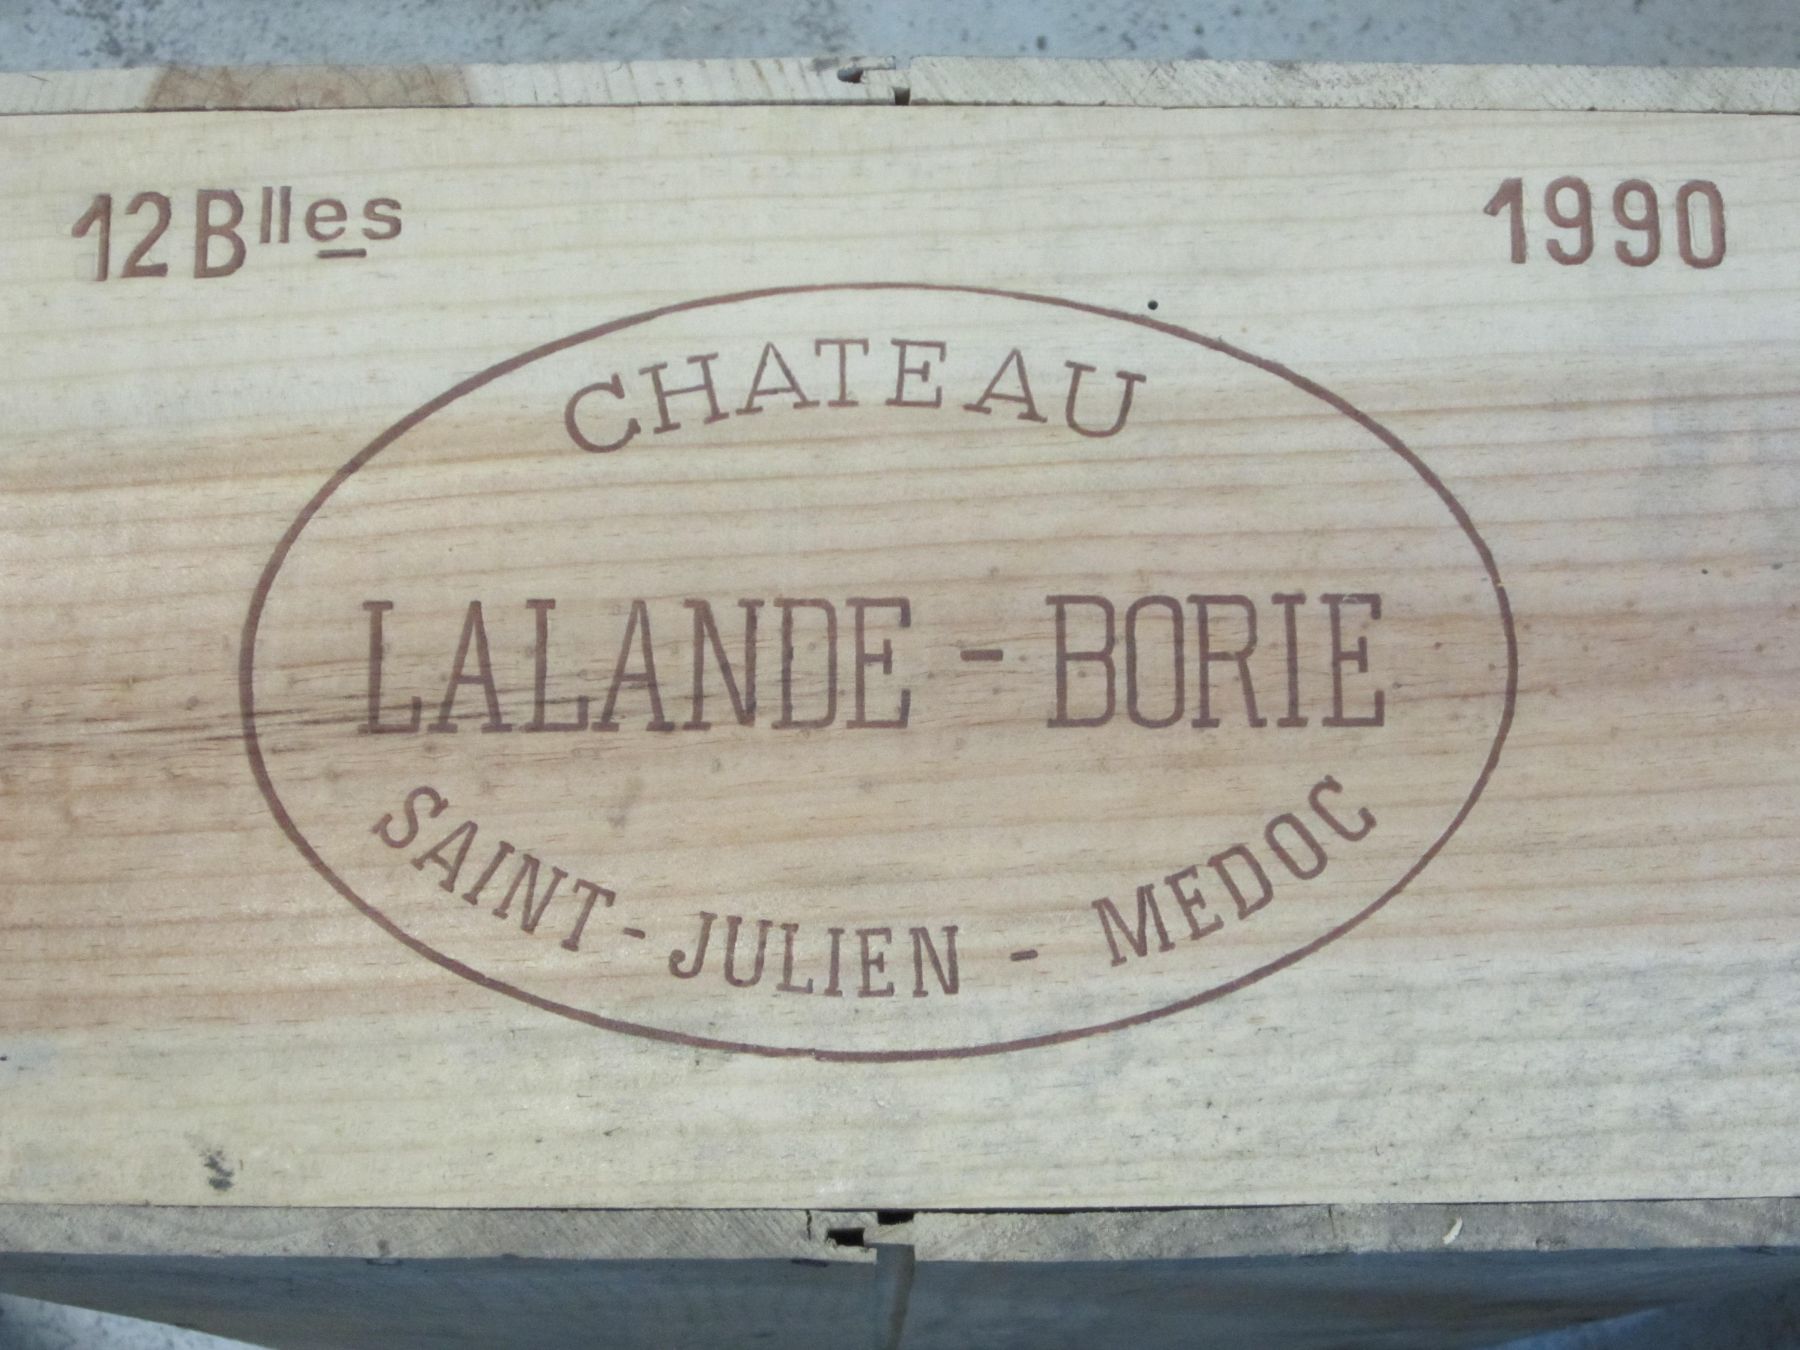 12 Blles
1990
CHATEAU
LALANDE - BORIE
SAINT - JULIEN - MEDOC